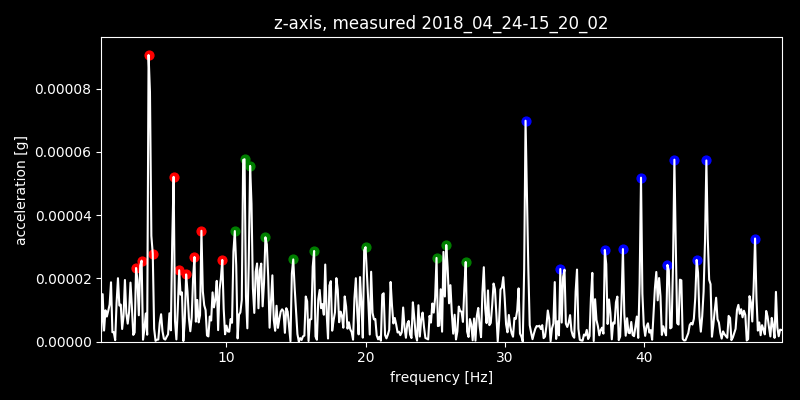 z-axis, measured 2018_04_24-15_20_02
0.00008
0.00006
0.00004
0.00002
0.00000
acceleration [g]
10 20 30 40
frequency [Hz]